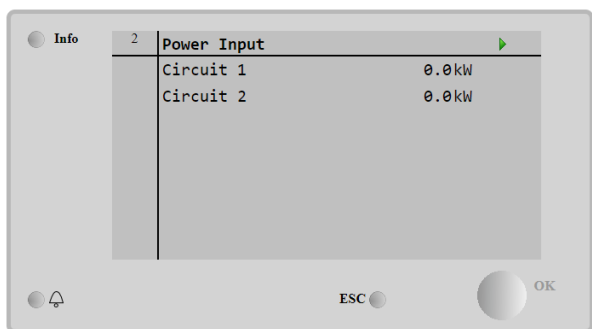 Info
2 Power Input
Circuit 1 0.0kW
Circuit 2 0.0kW
ESC
OK